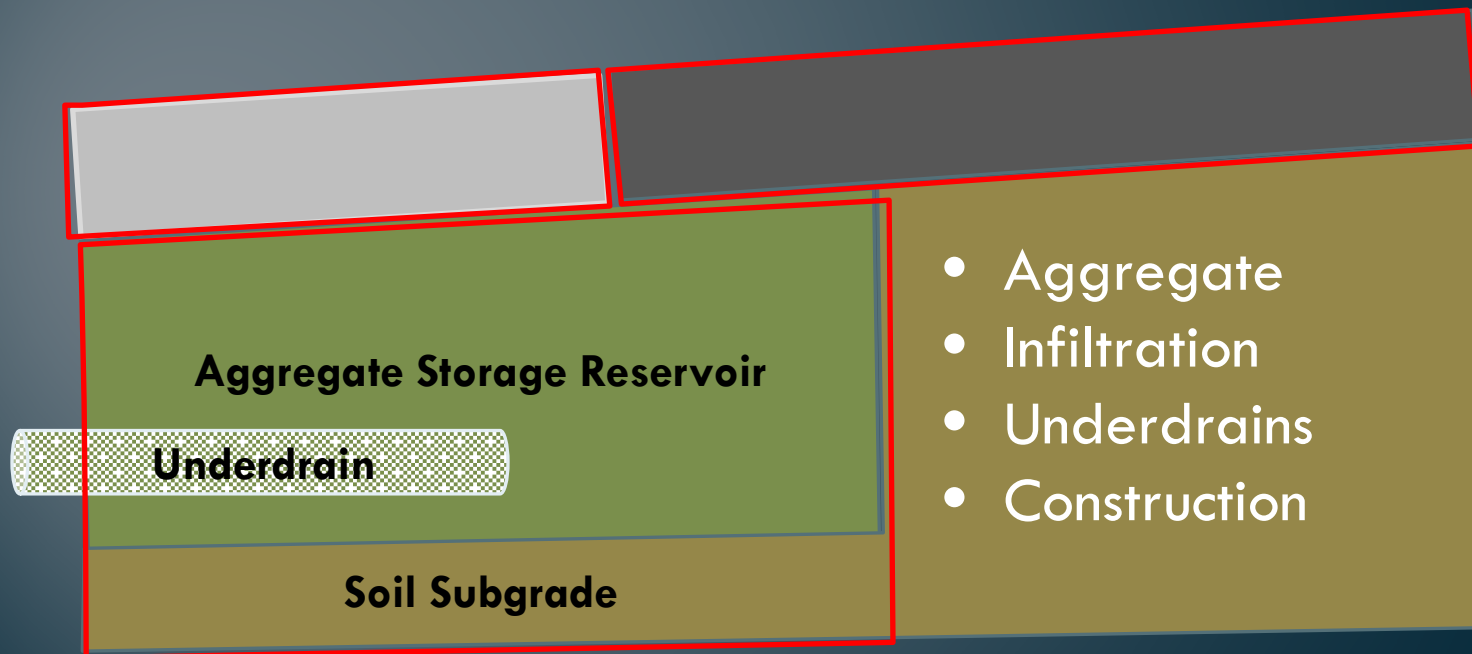 Aggregate Storage Reservoir
Underdrain
Soil Subgrade
• Aggregate
• Infiltration
• Underdrains
• Construction